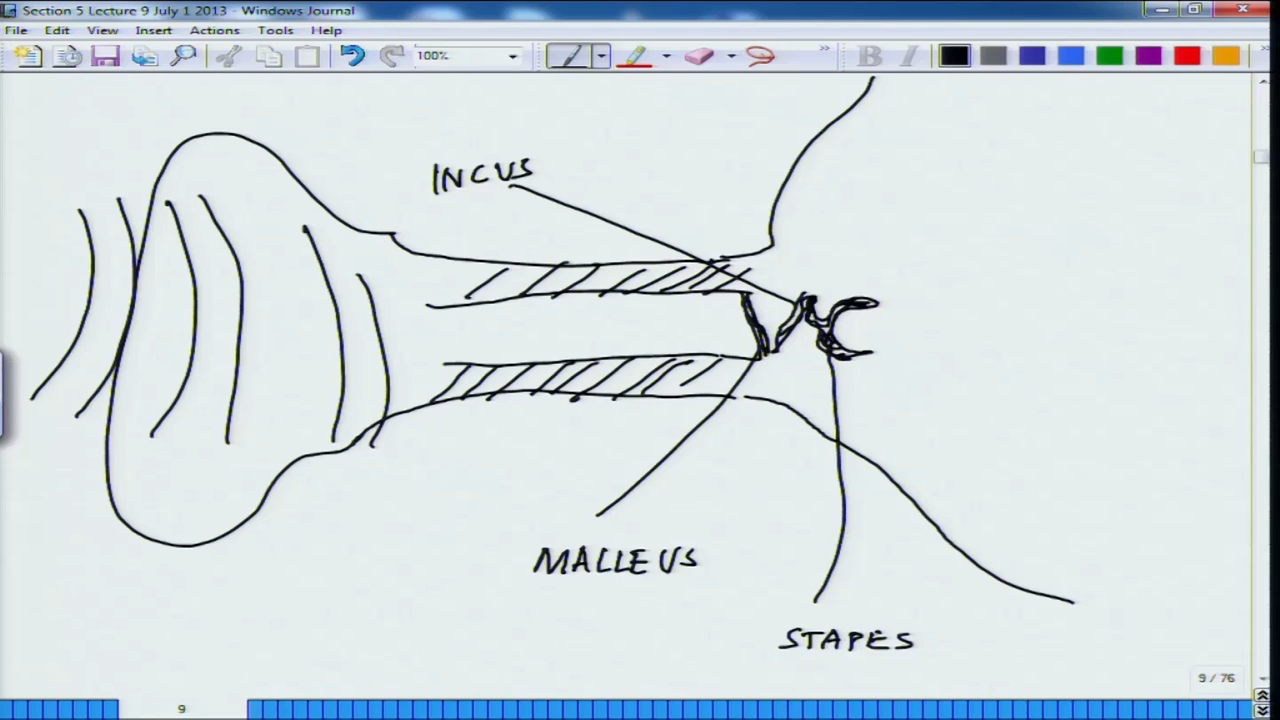 Section 5 Lecture 9 July 1 2013 - Windows Journal
File Edit View Insert Actions Tools Help
100%
B I
INCUS
MALLEUS
STAPES
9 / 76
9